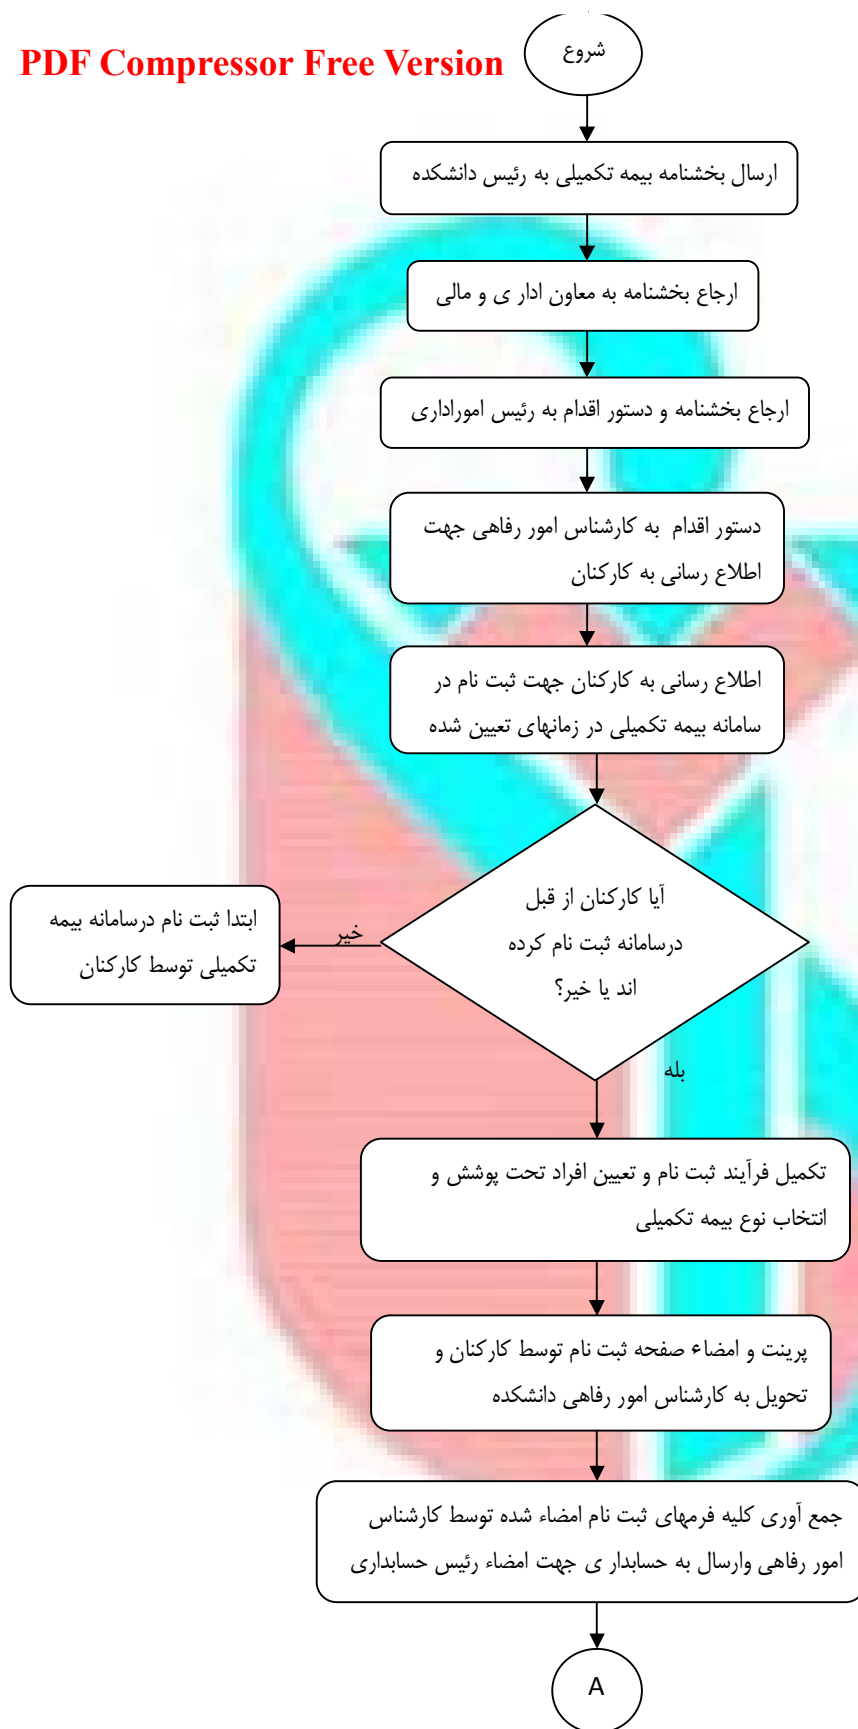 PDF Compressor Free Version
شروع
ارسال بخشنامه بیمه تکمیلی به رئیس دانشکده
ارجاع بخشنامه به معاون ادار ی و مالی
ارجاع بخشنامه و دستور اقدام به رئیس اموراداری
دستور اقدام به کارشناس امور رفاهی جهت
اطلاع رسانی به کارکنان
اطلاع رسانی به کارکنان جهت ثبت نام در
سامانه بیمه تکمیلی در زمانهای تعیین شده
آیا کارکنان از قبل
درسامانه ثبت نام کرده
اند یا خیر؟
خیر
ابتدا ثبت نام درسامانه بیمه
تکمیلی توسط کارکنان
بله
تکمیل فرآیند ثبت نام و تعیین افراد تحت پوشش و
انتخاب نوع بیمه تکمیلی
پرینت و امضاء صفحه ثبت نام توسط کارکنان و
تحویل به کارشناس امور رفاهی دانشکده
جمع آوری کلیه فرمهای ثبت نام امضاء شده توسط کارشناس
امور رفاهی وارسال به حسابدار ی جهت امضاء رئیس حسابداری
A